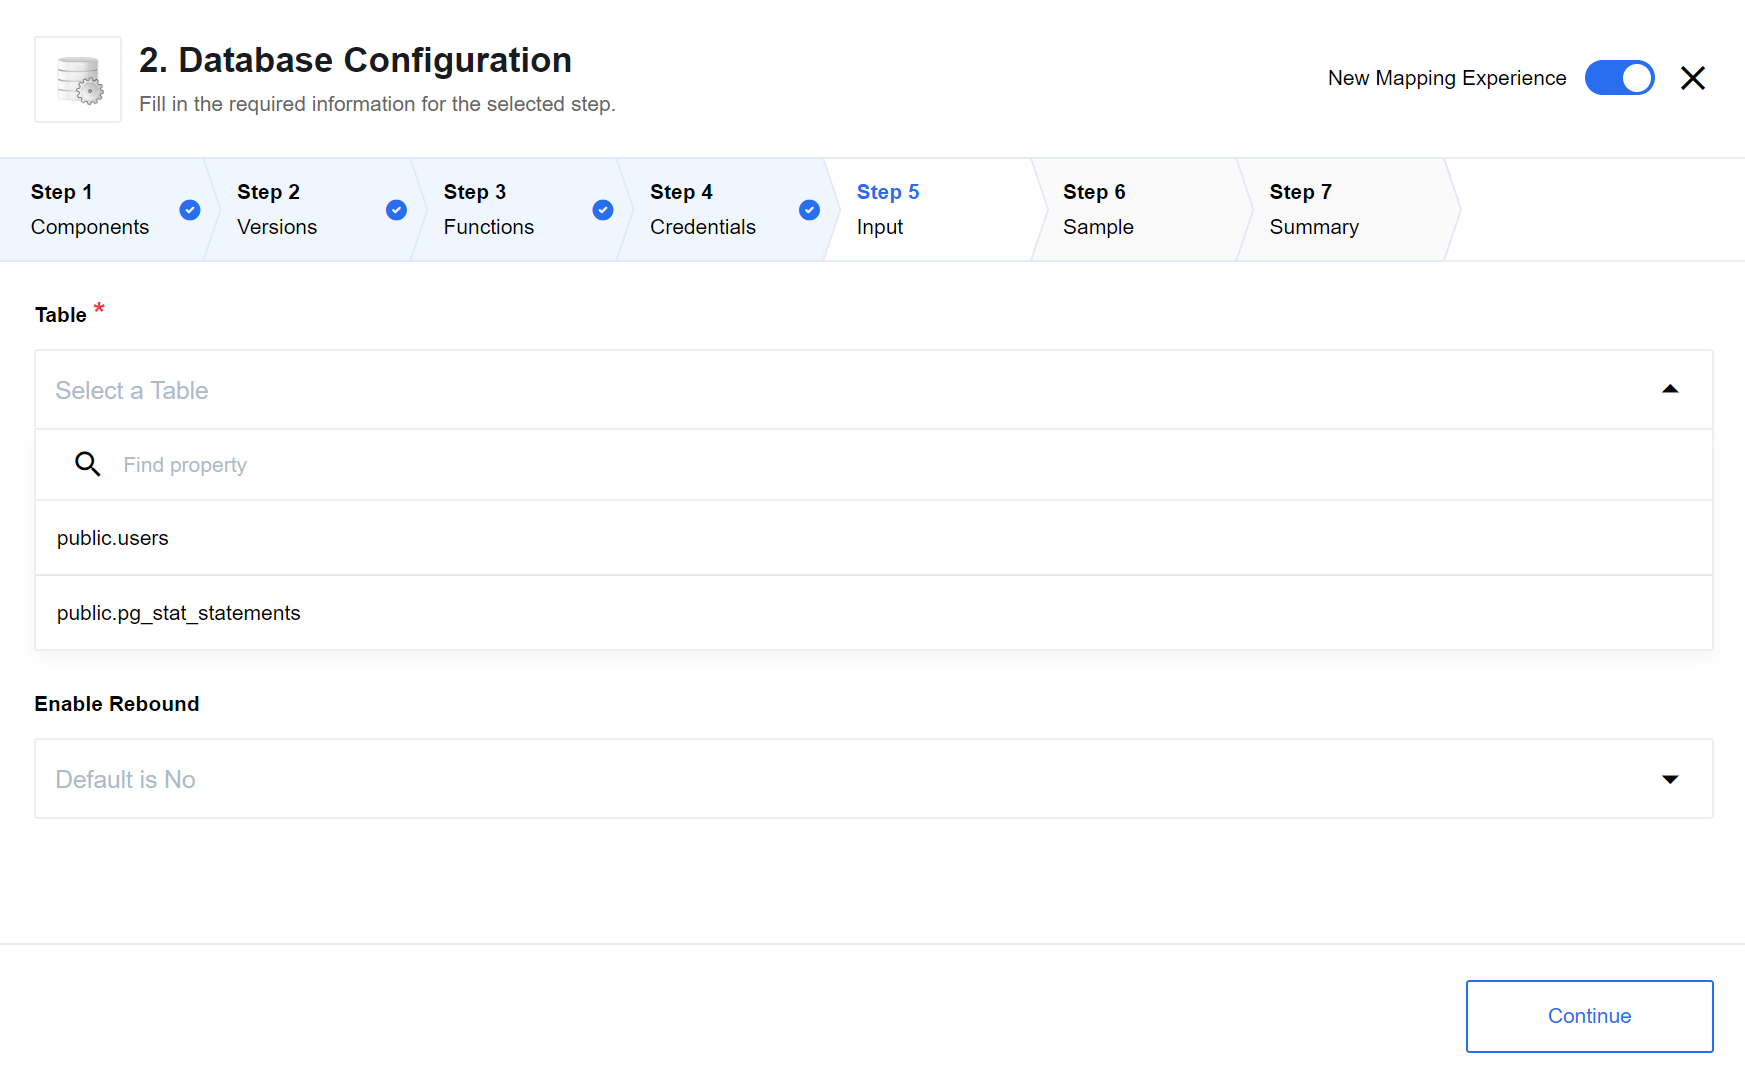 2. Database Configuration
Fill in the required information for the selected step.
New Mapping Experience
Step 1
Components
Step 2
Versions
Step 3
Functions
Step 4
Credentials
Step 5
Input
Step 6
Sample
Step 7
Summary
Table *
Select a Table
Find property
public.users
public.pg_stat_statements
Enable Rebound
Default is No
Continue